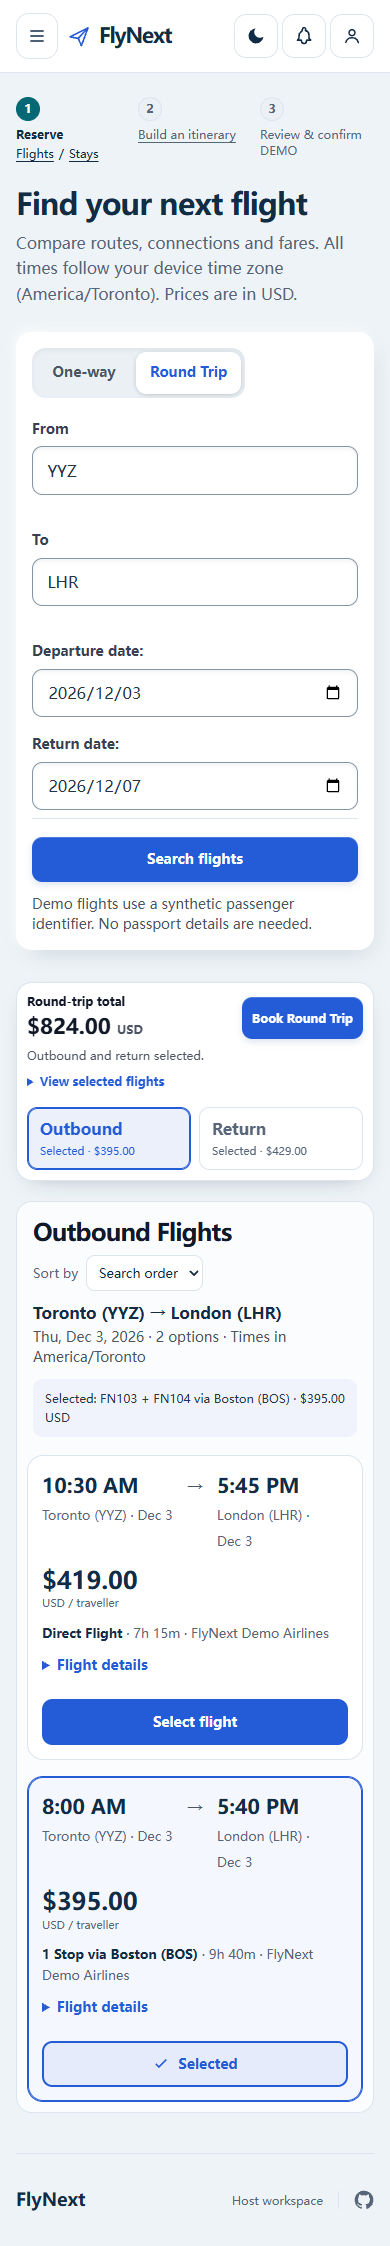 FlyNext
1
2
3
Reserve
Build an itinerary
Review & confirm
Flights / Stays
DEMO
Find your next flight
Compare routes, connections and fares. All
times follow your device time zone
(America/Toronto). Prices are in USD.
One-way
Round Trip
From
YYZ
To
LHR
Departure date:
2026/12/03
Return date:
2026/12/07
Search flights
Demo flights use a synthetic passenger
identifier. No passport details are needed.
Round-trip total
$824.00 USD
Book Round Trip
Outbound and return selected.
View selected flights
Outbound
Selected · $395.00
Return
Selected · $429.00
Outbound Flights
Sort by
Search order
Toronto (YYZ) → London (LHR)
Thu, Dec 3, 2026 · 2 options · Times in
America/Toronto
Selected: FN103 + FN104 via Boston (BOS) · $395.00
USD
10:30 AM → 5:45 PM
Toronto (YYZ) · Dec 3
London (LHR) ·
Dec 3
$419.00
USD / traveller
Direct Flight · 7h 15m · FlyNext Demo Airlines
Flight details
Select flight
8:00 AM → 5:40 PM
Toronto (YYZ) · Dec 3
London (LHR) ·
Dec 3
$395.00
USD / traveller
1 Stop via Boston (BOS) · 9h 40m · FlyNext
Demo Airlines
Flight details
✓ Selected
FlyNext
Host workspace